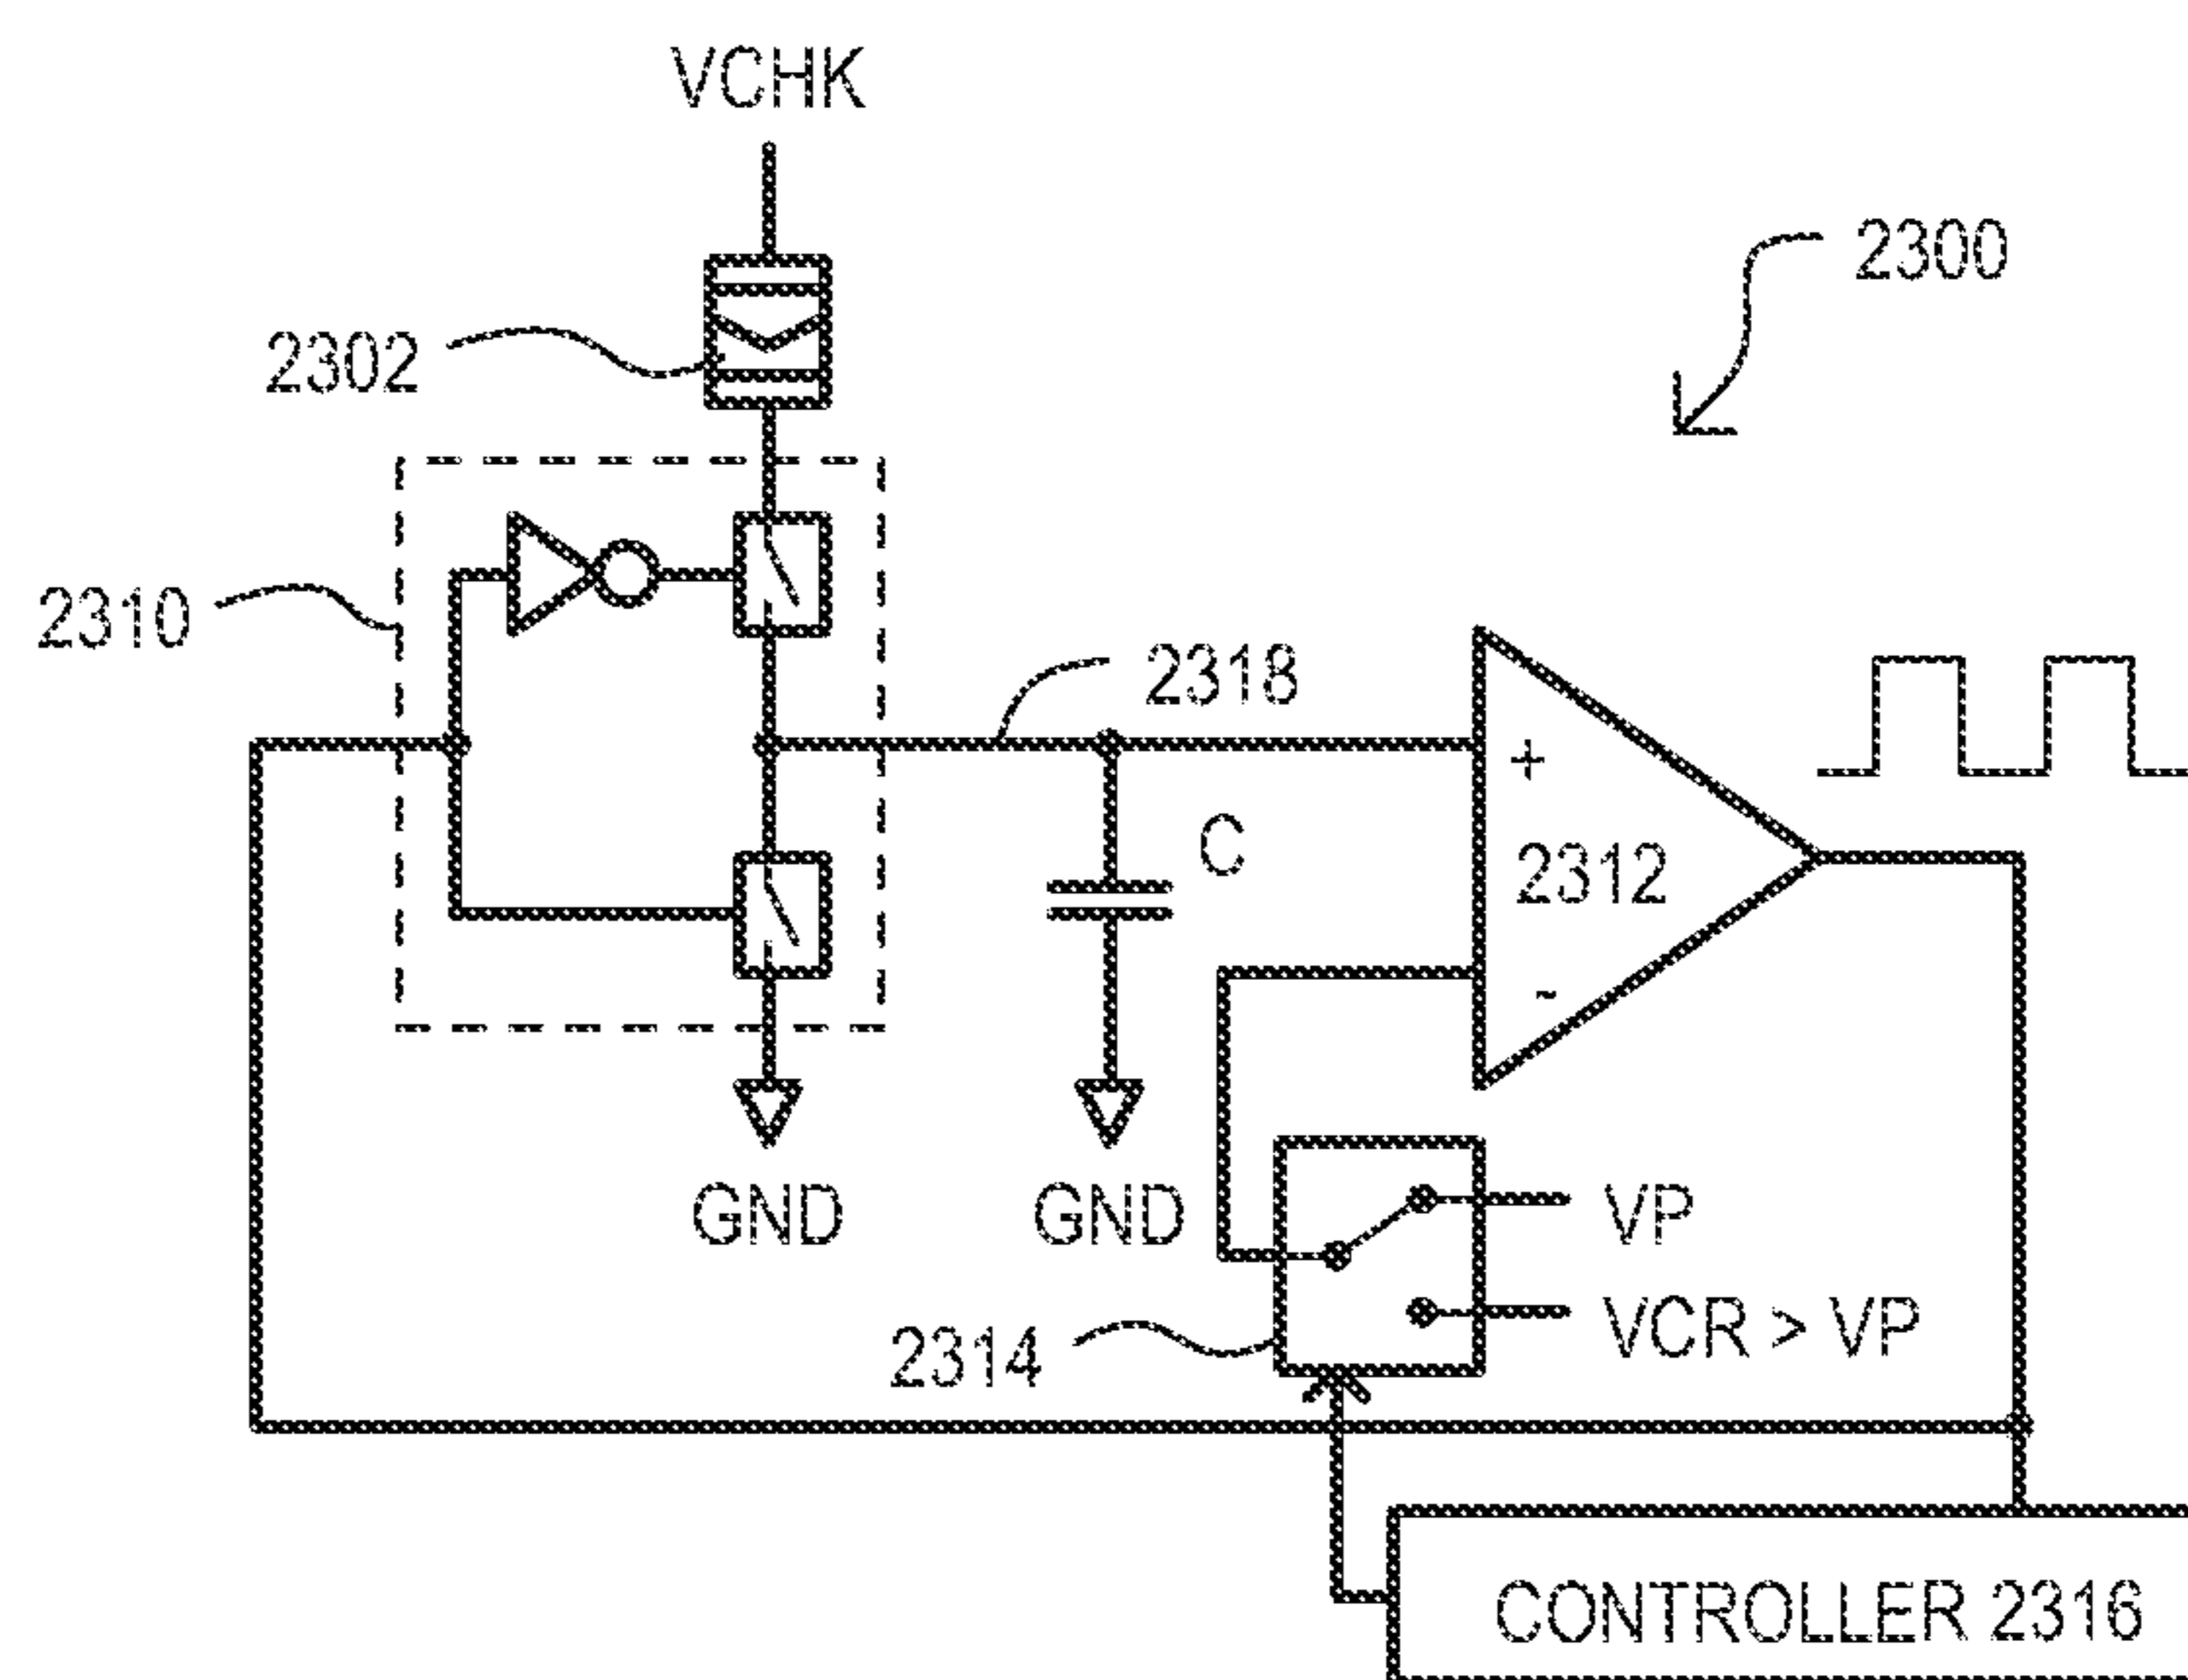 VCHK
2300
2302
2310
2318
+
C
2312
-
GND
GND
VP
VCR > VP
2314
CONTROLLER 2316